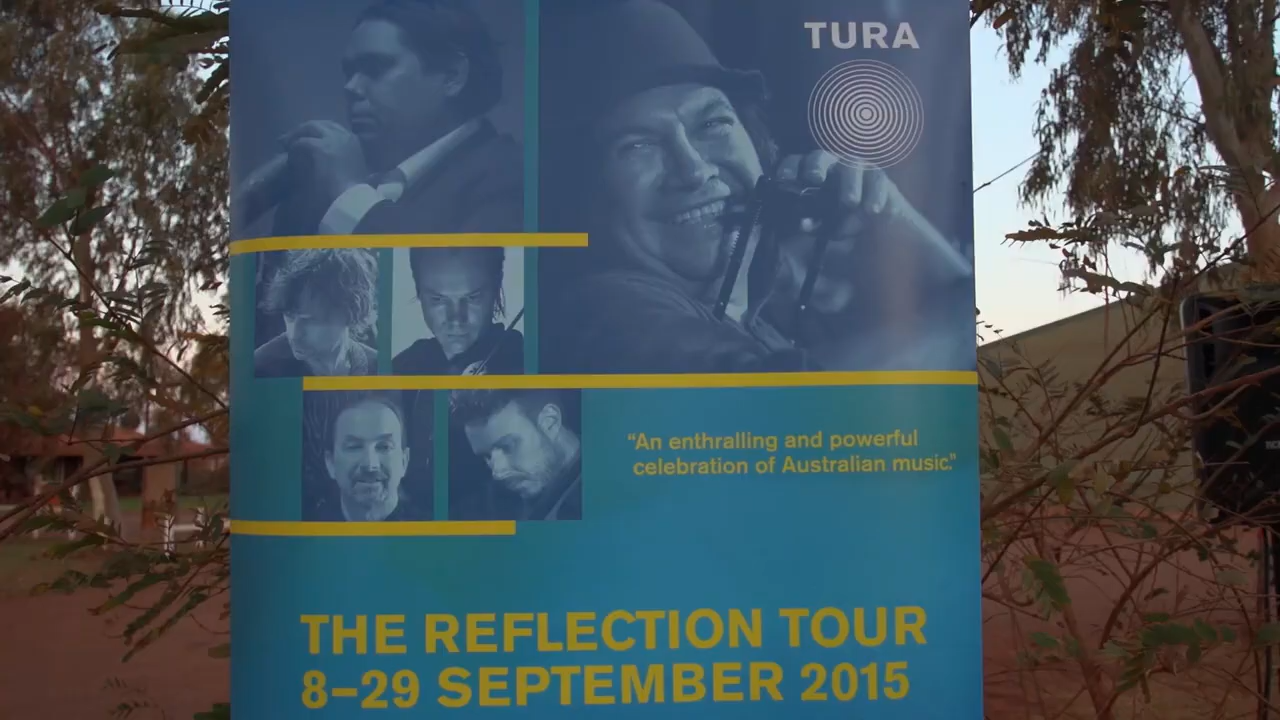 TURA
“An enthralling and powerful
celebration of Australian music.”
THE REFLECTION TOUR
8–29 SEPTEMBER 2015